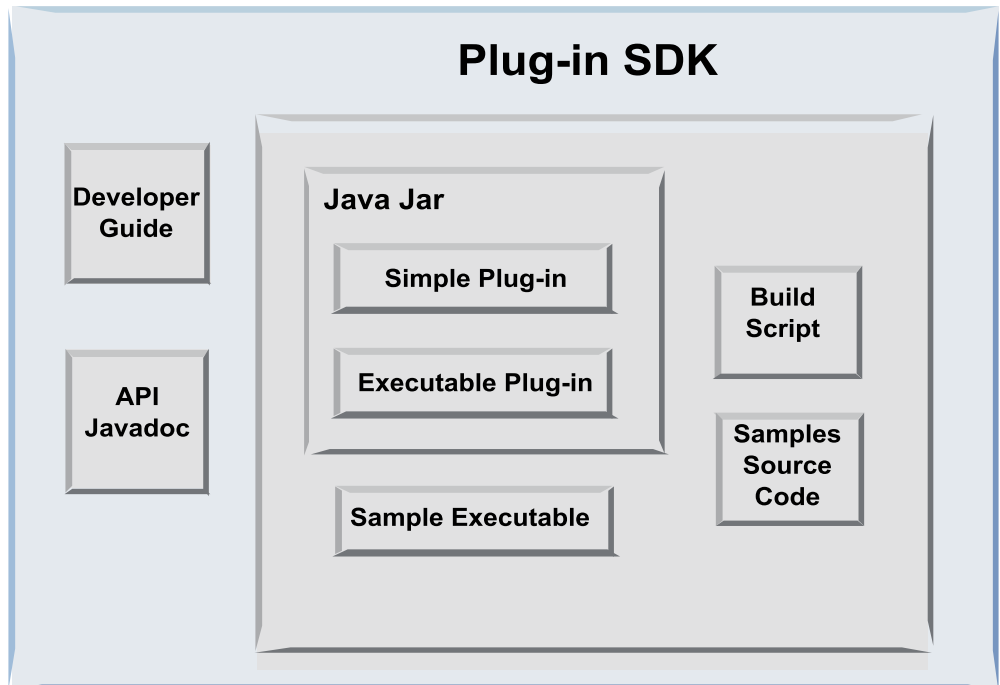 Plug-in SDK
Developer
Guide
API
Javadoc
Java Jar
Simple Plug-in
Executable Plug-in
Sample Executable
Build
Script
Samples
Source
Code